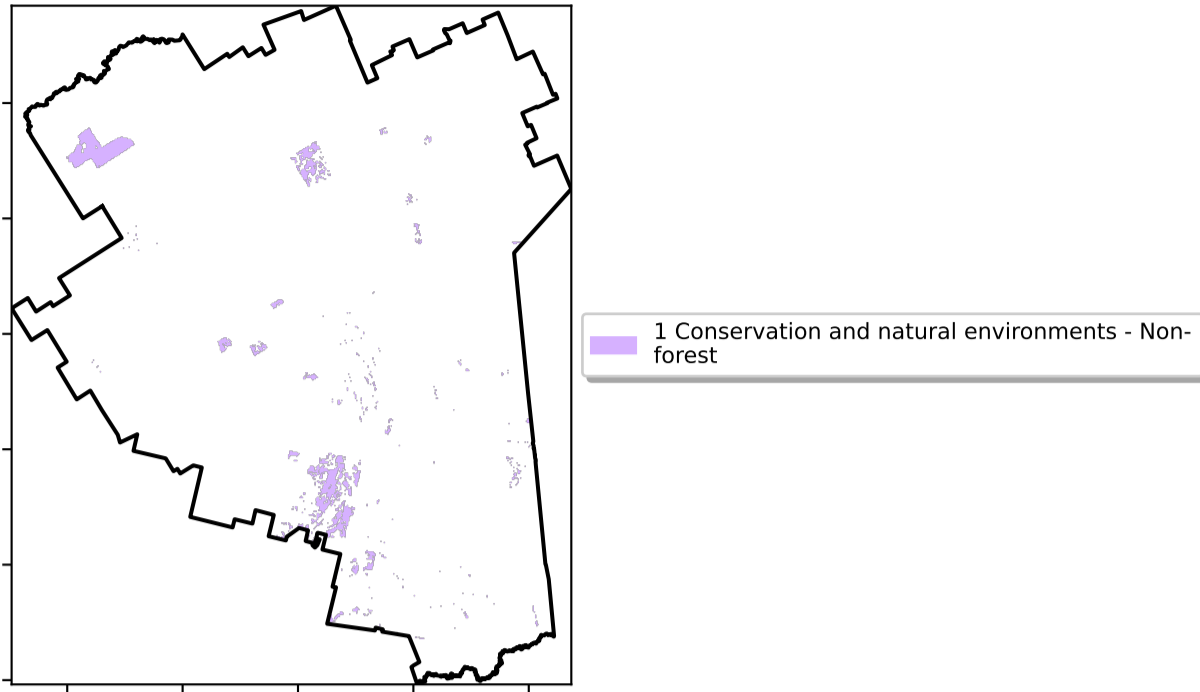 1 Conservation and natural environments - Non-
forest